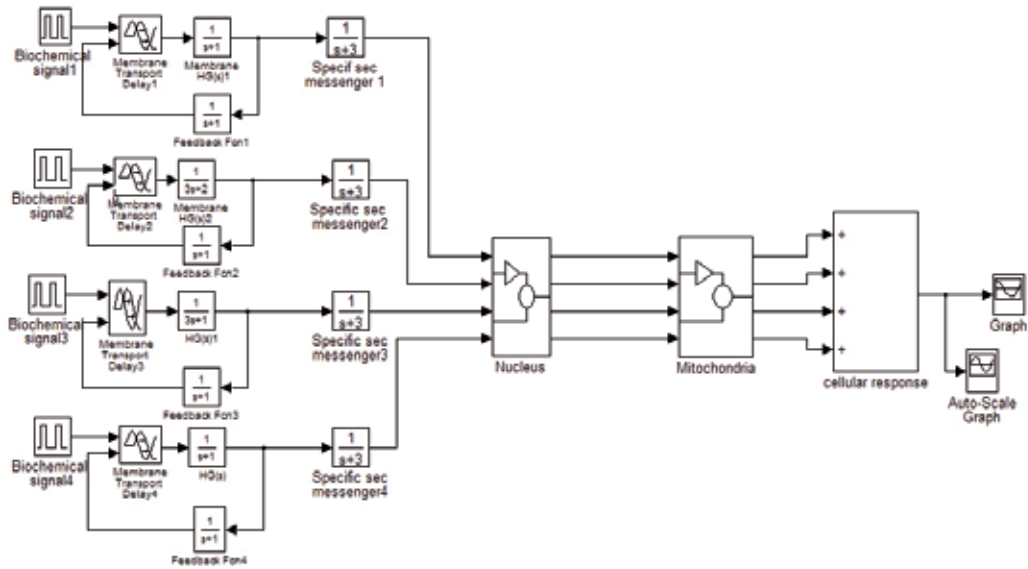 Biochemical
signal1
Membrane
Transport
Delay1
1
s+1
Membrane
HG(s)1
1
s+3
Specif sec
messenger 1
1
s+1
Feedback Fcn1
Biochemical
signal2
Membrane
Transport
Delay2
1
3s+2
Membrane
HG(s)2
1
s+3
Specific sec
messenger2
1
s+1
Feedback Fcn2
Biochemical
signal3
Membrane
Transport
Delay3
1
3s+1
HG(s)1
1
s+3
Specific sec
messenger3
1
s+1
Feedback Fcn3
Biochemical
signal4
Membrane
Transport
Delay4
1
s+1
HG(s)
1
s+3
Specific sec
messenger4
1
s+1
Feedback Fcn4
Nucleus
Mitochondria
+
+
+
+
cellular response
Graph
Auto-Scale
Graph